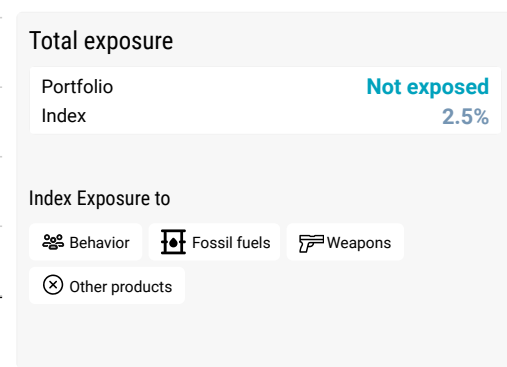 Total exposure
Portfolio Not exposed
Index 2.5%
Index Exposure to
Behavior Fossil fuels Weapons
Other products